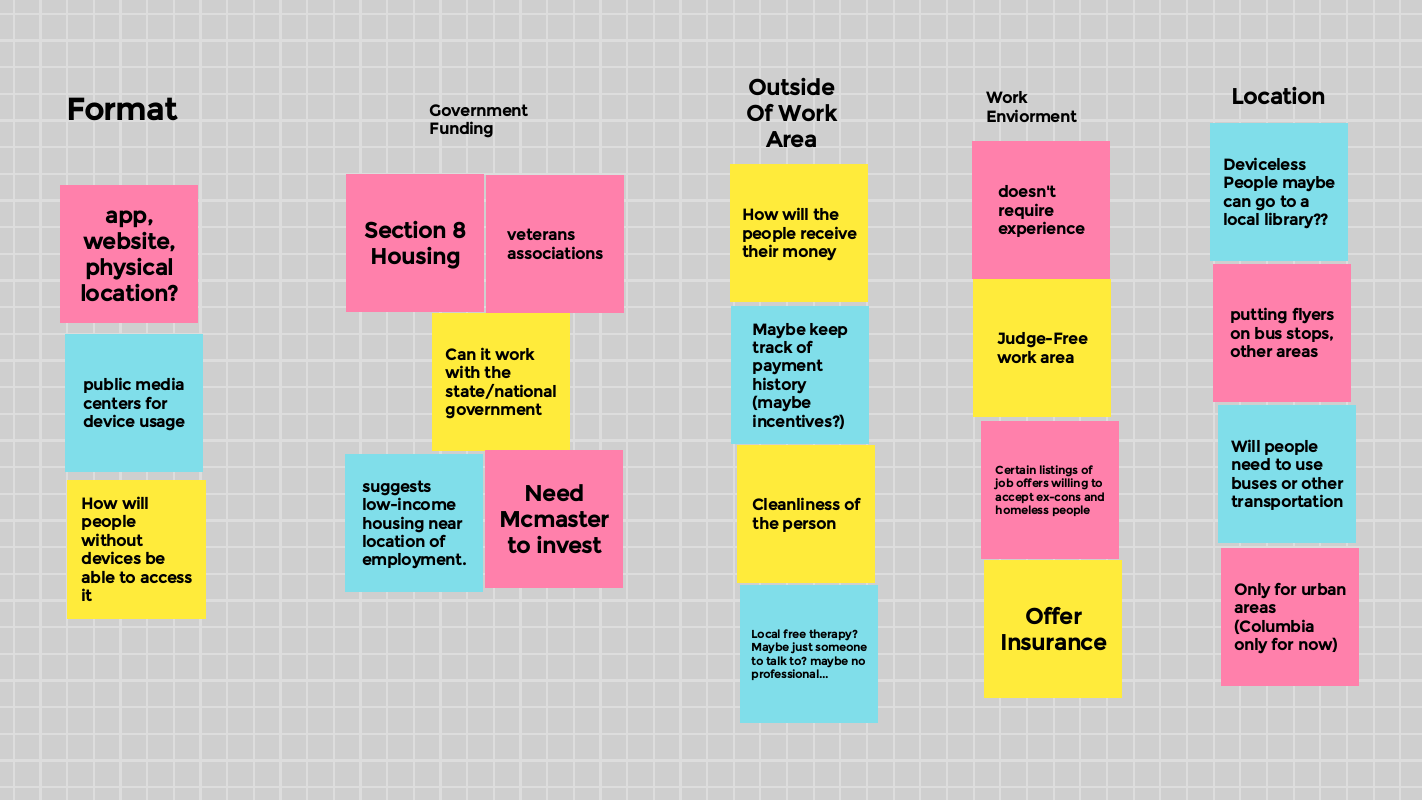 Format
app,
website,
physical
location?
public media
centers for
device usage
How will
people
without
devices be
able to access
it
Government
Funding
Section 8
Housing
veterans
associations
Can it work
with the
state/national
government
suggests
low-income
housing near
location of
employment.
Need
Mcmaster
to invest
Outside
Of Work
Area
How will the
people receive
their money
Maybe keep
track of
payment
history
(maybe
incentives?)
Cleanliness of
the person
Local free therapy?
Maybe just someone
to talk to? maybe no
professional...
Work
Enviorment
doesn't
require
experience
Judge-Free
work area
Certain listings of
job offers willing to
accept ex-cons and
homeless people
Offer
Insurance
Location
Deviceless
People maybe
can go to a
local library??
putting flyers
on bus stops,
other areas
Will people
need to use
buses or other
transportation
Only for urban
areas
(Columbia
only for now)